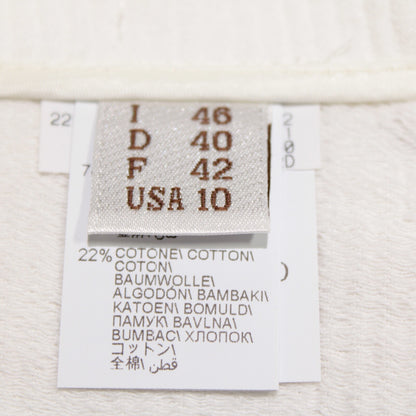 22
I 46
D 40
F 42
USA 10
22% COTONE\ COTTON\
COTON\
BAUMWOLLE\
ALGODÓN\ BAMBAKI\
KATOEN\ BOMULD\
ПАМУК\ BAVLNA\
BUMBAC\ ХЛОПОК\
コットン\
全棉\ قطن\